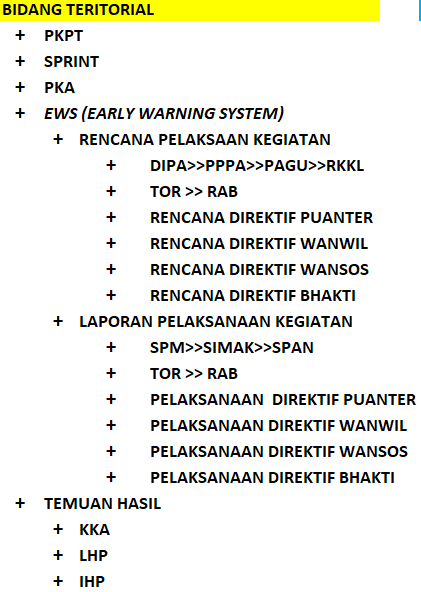 BIDANG TERITORIAL
+ PKPT
+ SPRINT
+ PKA
+ EWS (EARLY WARNING SYSTEM)
+ RENCANA PELAKSAAN KEGIATAN
+ DIPA>>PPPA>>PAGU>>RKKL
+ TOR >> RAB
+ RENCANA DIREKTIF PUANTER
+ RENCANA DIREKTIF WANWIL
+ RENCANA DIREKTIF WANSOS
+ RENCANA DIREKTIF BHAKTI
+ LAPORAN PELAKSANAAN KEGIATAN
+ SPM>>SIMAK>>SPAN
+ TOR >> RAB
+ PELAKSANAAN  DIREKTIF PUANTER
+ PELAKSANAAN DIREKTIF WANWIL
+ PELAKSANAAN DIREKTIF WANSOS
+ PELAKSANAAN DIREKTIF BHAKTI
+ TEMUAN HASIL
+ KKA
+ LHP
+ IHP